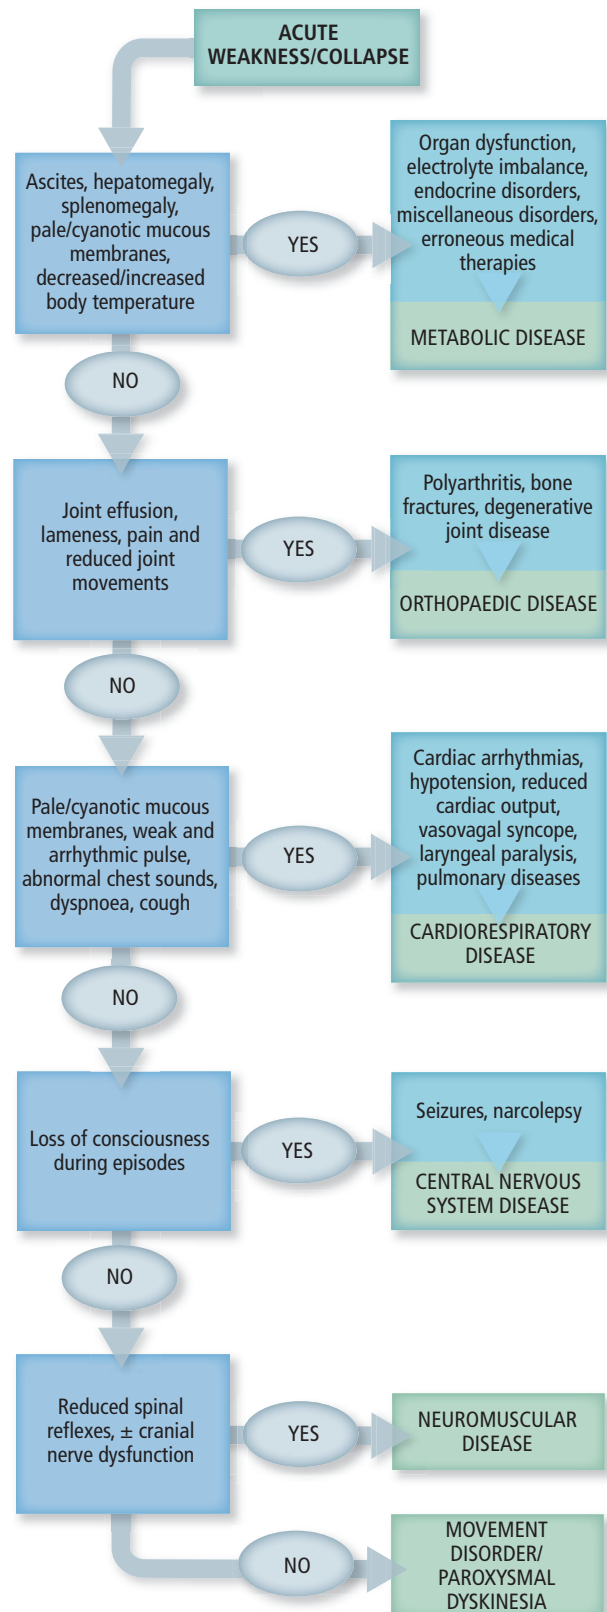 ACUTE
WEAKNESS/COLLAPSE
Ascites, hepatomegaly,
splenomegaly,
pale/cyanotic mucous
membranes,
decreased/increased
body temperature
YES
Organ dysfunction,
electrolyte imbalance,
endocrine disorders,
miscellaneous disorders,
erroneous medical
therapies
METABOLIC DISEASE
NO
Joint effusion,
lameness, pain and
reduced joint
movements
YES
Polyarthritis, bone
fractures, degenerative
joint disease
ORTHOPAEDIC DISEASE
NO
Pale/cyanotic mucous
membranes, weak and
arrhythmic pulse,
abnormal chest sounds,
dyspnoea, cough
YES
Cardiac arrhythmias,
hypotension, reduced
cardiac output,
vasovagal syncope,
laryngeal paralysis,
pulmonary diseases
CARDIORESPIRATORY
DISEASE
NO
Loss of consciousness
during episodes
YES
Seizures, narcolepsy
CENTRAL NERVOUS
SYSTEM DISEASE
NO
Reduced spinal
reflexes, ± cranial
nerve dysfunction
YES
NEUROMUSCULAR
DISEASE
NO
MOVEMENT
DISORDER/
PAROXYSMAL
DYSKINESIA